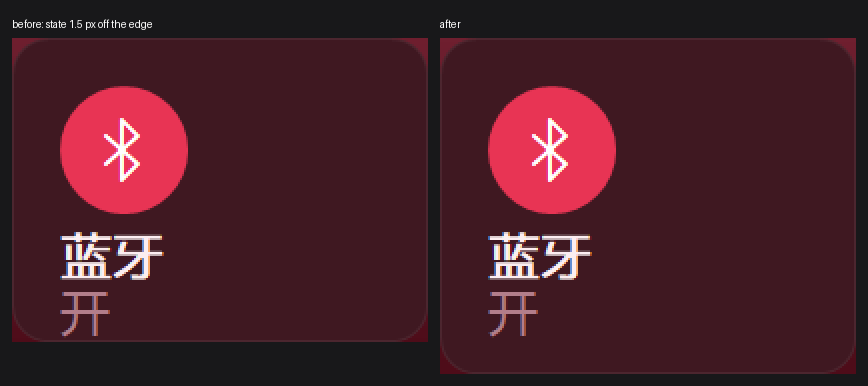 before: state 1.5 px off the edge
after
蓝牙
开
蓝牙
开